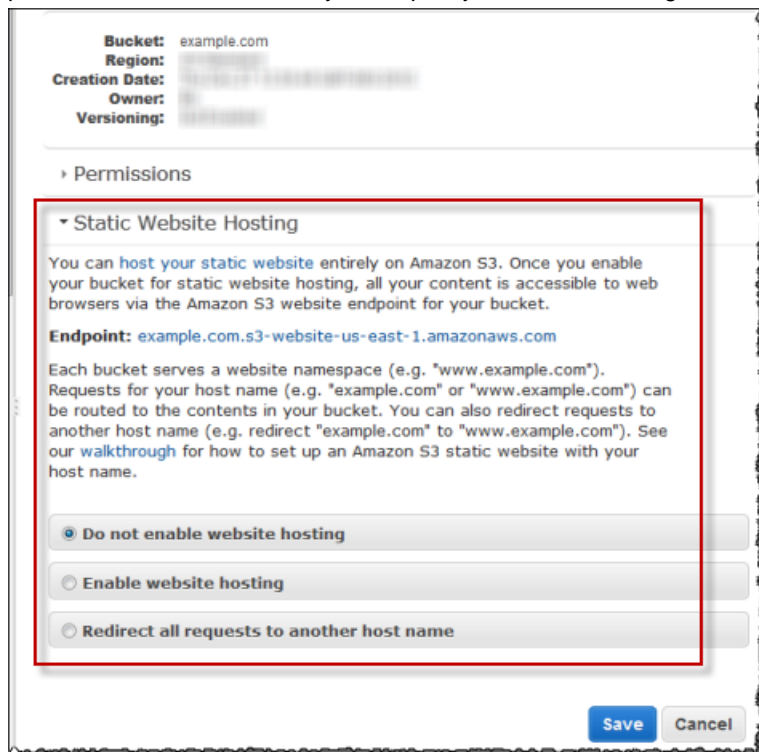 Bucket: example.com
Region:
Creation Date:
Owner:
Versioning:
Permissions
Static Website Hosting
You can host your static website entirely on Amazon S3. Once you enable
your bucket for static website hosting, all your content is accessible to web
browsers via the Amazon S3 website endpoint for your bucket.
Endpoint: example.com.s3-website-us-east-1.amazonaws.com
Each bucket serves a website namespace (e.g. "www.example.com").
Requests for your host name (e.g. "example.com" or "www.example.com") can
be routed to the contents in your bucket. You can also redirect requests to
another host name (e.g. redirect "example.com" to "www.example.com"). See
our walkthrough for how to set up an Amazon S3 static website with your
host name.
Do not enable website hosting
Enable website hosting
Redirect all requests to another host name
Save Cancel